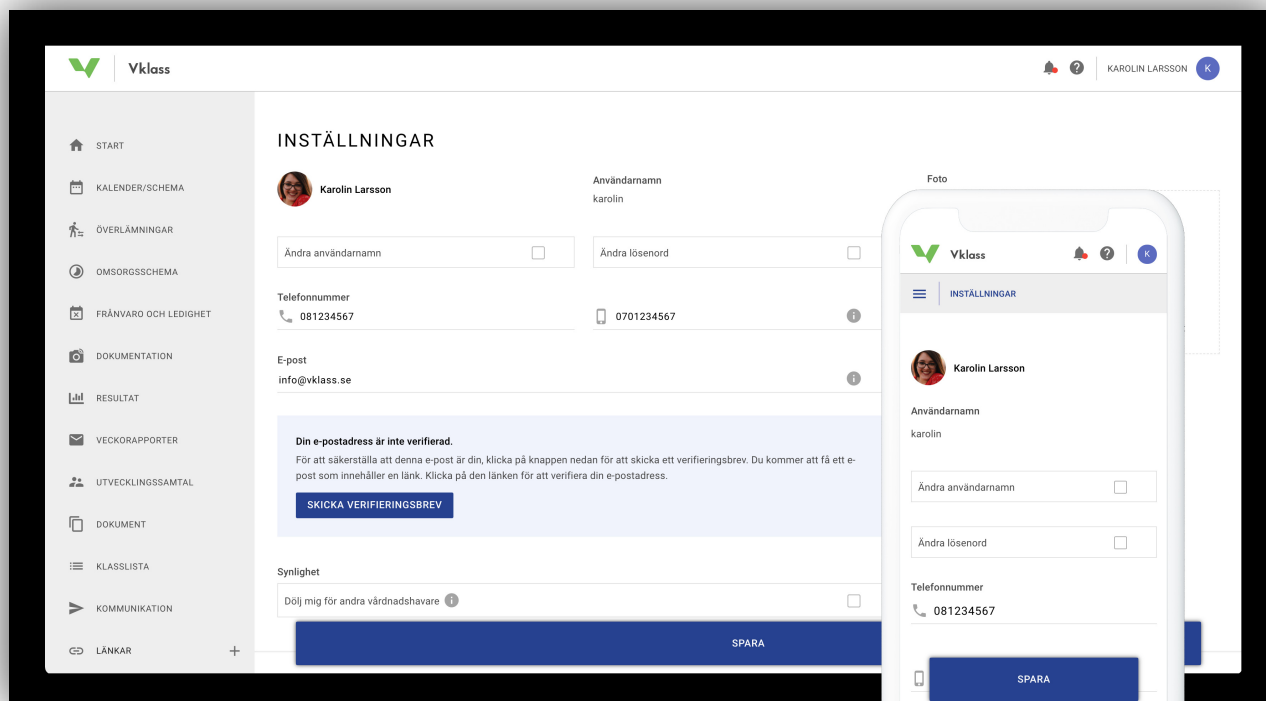 Vklass
KAROLIN LARSSON
K
START
KALENDER/SCHEMA
ÖVERLÄMNINGAR
OMSORGSSCHEMA
FRÅNVARO OCH LEDIGHET
DOKUMENTATION
RESULTAT
VECKORAPPORTER
UTVECKLINGSSAMTAL
DOKUMENT
KLASSLISTA
KOMMUNIKATION
LÄNKAR
INSTÄLLNINGAR
Karolin Larsson
Användarnamn
karolin
Foto
Ändra användarnamn
Ändra lösenord
Telefonnummer
081234567
0701234567
E-post
info@vklass.se
Din e-postadress är inte verifierad.
För att säkerställa att denna e-post är din, klicka på knappen nedan för att skicka ett verifieringsbrev. Du kommer att få ett e-
post som innehåller en länk. Klicka på den länken för att verifiera din e-postadress.
SKICKA VERIFIERINGSBREV
Synlighet
Dölj mig för andra vårdnadshavare
SPARA
Vklass
K
INSTÄLLNINGAR
Karolin Larsson
Användarnamn
karolin
Ändra användarnamn
Ändra lösenord
Telefonnummer
081234567
SPARA